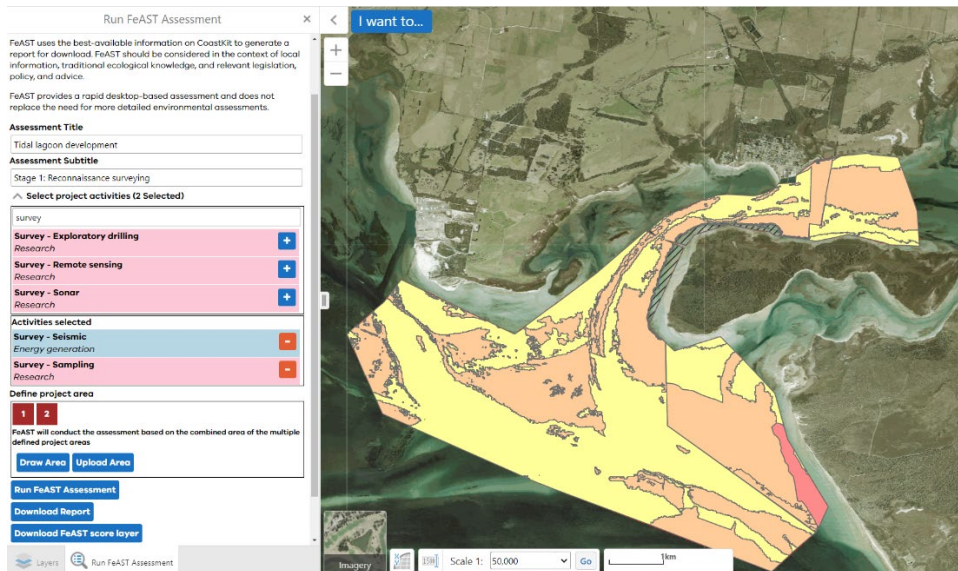 Run FeAST Assessment
FeAST uses the best-available information on CoastKit to generate a
report for download. FeAST should be considered in the context of local
information, traditional ecological knowledge, and relevant legislation,
policy, and advice.
FeAST provides a rapid desktop-based assessment and does not
replace the need for more detailed environmental assessments.
Assessment Title
Tidal lagoon development
Assessment Subtitle
Stage 1: Reconnaissance surveying
Select project activities (2 Selected)
survey
Survey - Exploratory drilling
Research
Survey - Remote sensing
Research
Survey - Sonar
Research
Activities selected
Survey - Seismic
Energy generation
Survey - Sampling
Research
Define project area
1 2
FeAST will conduct the assessment based on the combined area of the multiple
defined project areas
Draw Area Upload Area
Run FeAST Assessment
Download Report
Download FeAST score layer
Layers Run FeAST Assessment
I want to...
Imagery
Scale 1: 50,000 Go
1km